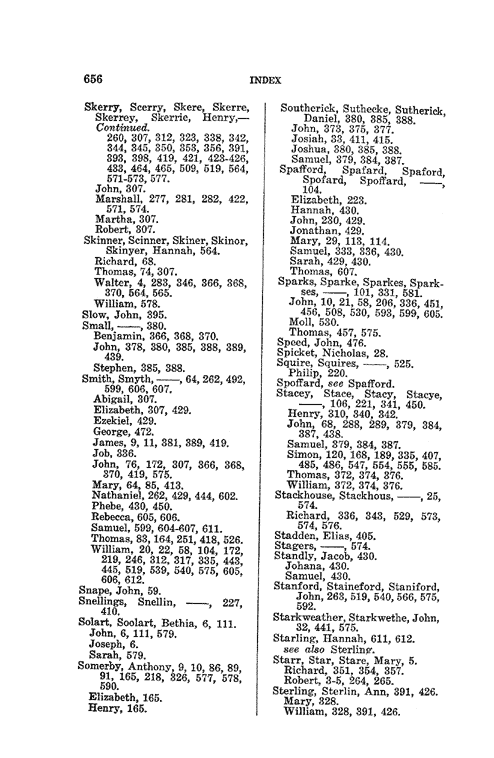 656 INDEX
Skerry, Scerry, Skere, Skerre,
Skerrey, Skerrie, Henry,—
Continued.
260, 307, 312, 323, 338, 342,
344, 345, 350, 353, 356, 391,
393, 398, 419, 421, 423-426,
433, 464, 465, 509, 519, 564,
571-573, 577.
John, 307.
Marshall, 277, 281, 282, 422,
571, 574.
Martha, 307.
Robert, 307.
Skinner, Scinner, Skiner, Skinor,
Skinyer, Hannah, 564.
Richard, 68.
Thomas, 74, 307.
Walter, 4, 283, 346, 366, 368,
370, 564, 565.
William, 578.
Slow, John, 395.
Small, ——, 380.
Benjamin, 366, 368, 370.
John, 378, 380, 385, 388, 389,
439.
Stephen, 385, 388.
Smith, Smyth, ——, 64, 262, 492,
599, 606, 607.
Abigail, 307.
Elizabeth, 307, 429.
Ezekiel, 429.
George, 472.
James, 9, 11, 381, 389, 419.
Job, 336.
John, 76, 172, 307, 366, 368,
370, 419, 575.
Mary, 64, 85, 413.
Nathaniel, 262, 429, 444, 602.
Phebe, 430, 450.
Rebecca, 605, 606.
Samuel, 599, 604-607, 611.
Thomas, 83, 164, 251, 418, 526.
William, 20, 22, 58, 104, 172,
219, 246, 312, 317, 335, 443,
445, 519, 539, 540, 575, 605,
606, 612.
Snape, John, 59.
Snellings, Snellin, ——, 227,
410.
Solart, Soolart, Bethia, 6, 111.
John, 6, 111, 579.
Joseph, 6.
Sarah, 579.
Somerby, Anthony, 9, 10, 86, 89,
91, 165, 218, 326, 577, 578,
590.
Elizabeth, 165.
Henry, 165.
Southerick, Suthecke, Sutherick,
Daniel, 380, 385, 388.
John, 373, 375, 377.
Josiah, 33, 411, 415.
Joshua, 380, 385, 388.
Samuel, 379, 384, 387.
Spafford, Spafard, Spaford,
Spofard, Spoffard, ——,
104.
Elizabeth, 223.
Hannah, 430.
John, 230, 429.
Jonathan, 429.
Mary, 29, 113, 114.
Samuel, 333, 336, 430.
Sarah, 429, 430.
Thomas, 607.
Sparks, Sparke, Sparkes, Spark-
ses, ——, 101, 331, 581.
John, 10, 21, 58, 206, 336, 451,
456, 508, 530, 593, 599, 605.
Moll, 530.
Thomas, 457, 575.
Speed, John, 476.
Spicket, Nicholas, 28.
Squire, Squires, ——, 525.
Philip, 220.
Spoffard, see Spafford.
Stacey, Stace, Stacy, Stacye,
——, 106, 221, 341, 450.
Henry, 310, 340, 342.
John, 68, 288, 289, 379, 384,
387, 438.
Samuel, 379, 384, 387.
Simon, 120, 168, 189, 335, 407,
485, 486, 547, 554, 555, 585.
Thomas, 372, 374, 376.
William, 372, 374, 376.
Stackhouse, Stackhous, ——, 25,
574.
Richard, 336, 343, 529, 573,
574, 576.
Stadden, Elias, 405.
Stagers, ——, 574.
Standly, Jacob, 430.
Johana, 430.
Samuel, 430.
Stanford, Staineford, Staniford,
John, 263, 519, 540, 566, 575,
592.
Starkweather, Starkwethe, John,
32, 441, 575.
Starling, Hannah, 611, 612.
see also Sterling.
Starr, Star, Stare, Mary, 5.
Richard, 351, 354, 357.
Robert, 3-5, 264, 265.
Sterling, Sterlin, Ann, 391, 426.
Mary, 328.
William, 328, 391, 426.